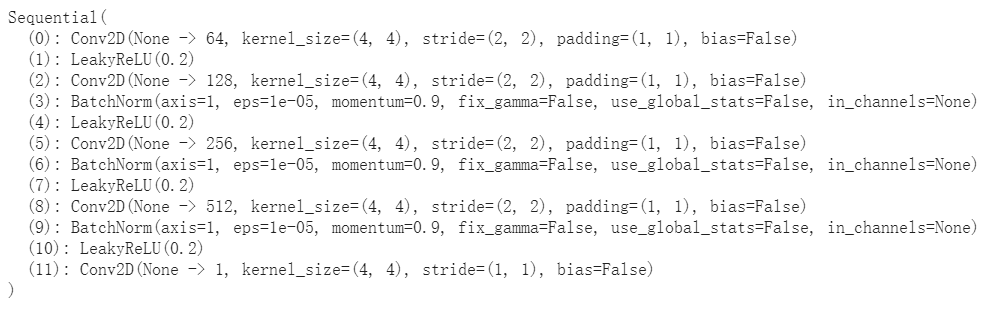 Sequential(
  (0): Conv2D(None -> 64, kernel_size=(4, 4), stride=(2, 2), padding=(1, 1), bias=False)
  (1): LeakyReLU(0.2)
  (2): Conv2D(None -> 128, kernel_size=(4, 4), stride=(2, 2), padding=(1, 1), bias=False)
  (3): BatchNorm(axis=1, eps=1e-05, momentum=0.9, fix_gamma=False, use_global_stats=False, in_channels=None)
  (4): LeakyReLU(0.2)
  (5): Conv2D(None -> 256, kernel_size=(4, 4), stride=(2, 2), padding=(1, 1), bias=False)
  (6): BatchNorm(axis=1, eps=1e-05, momentum=0.9, fix_gamma=False, use_global_stats=False, in_channels=None)
  (7): LeakyReLU(0.2)
  (8): Conv2D(None -> 512, kernel_size=(4, 4), stride=(2, 2), padding=(1, 1), bias=False)
  (9): BatchNorm(axis=1, eps=1e-05, momentum=0.9, fix_gamma=False, use_global_stats=False, in_channels=None)
  (10): LeakyReLU(0.2)
  (11): Conv2D(None -> 1, kernel_size=(4, 4), stride=(1, 1), bias=False)
)